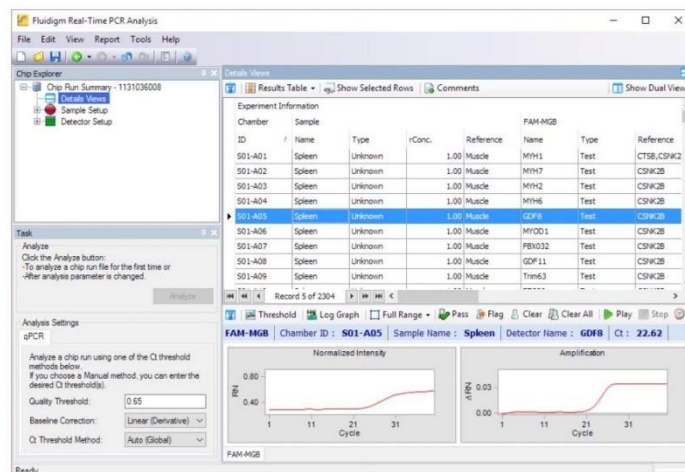 Fluidigm Real-Time PCR Analysis
File Edit View Report Tools Help
Chip Explorer
Chip Run Summary - 1131036008
Details Views
Sample Setup
Detector Setup
Task
Analyze
Click the Analyze button:
-To analyze a chip run file for the first time or
-After analysis parameter is changed.
Analyze
Analysis Settings
qPCR
Analyze a chip run using one of the Ct threshold
methods below.
If you choose a Manual method, you can enter the
desired Ct threshold(s).
Quality Threshold: 0.65
Baseline Correction: Linear (Derivative)
Ct Threshold Method: Auto (Global)
Details Views
Results Table Show Selected Rows Comments Show Dual View
Experiment Information
Chamber Sample FAM-MGB
ID Name Type rConc. Reference Name Type Reference
S01-A01 Spleen Unknown 1.00 Muscle MYH1 Test CTSB,CSNK2
S01-A02 Spleen Unknown 1.00 Muscle MYH7 Test CSNK2B
S01-A03 Spleen Unknown 1.00 Muscle MYH2 Test CSNK2B
S01-A04 Spleen Unknown 1.00 Muscle MYH6 Test CSNK2B
S01-A05 Spleen Unknown 1.00 Muscle GDF8 Test CSNK2B
S01-A06 Spleen Unknown 1.00 Muscle MYOD1 Test CSNK2B
S01-A07 Spleen Unknown 1.00 Muscle FBX032 Test CSNK2B
S01-A08 Spleen Unknown 1.00 Muscle GDF11 Test CSNK2B
S01-A09 Spleen Unknown 1.00 Muscle Trim63 Test CSNK2B
Record 5 of 2304
Threshold Log Graph Full Range Pass Flag Clear Clear All Play Stop
FAM-MGB Chamber ID : S01-A05 Sample Name : Spleen Detector Name : GDF8 Ct : 22.62
Normalized Intensity
RN
0.80
0.40
1 11 21 31
Cycle
Amplification
ΔRN
0.03
0.00
1 11 21 31
Cycle
FAM-MGB
Ready